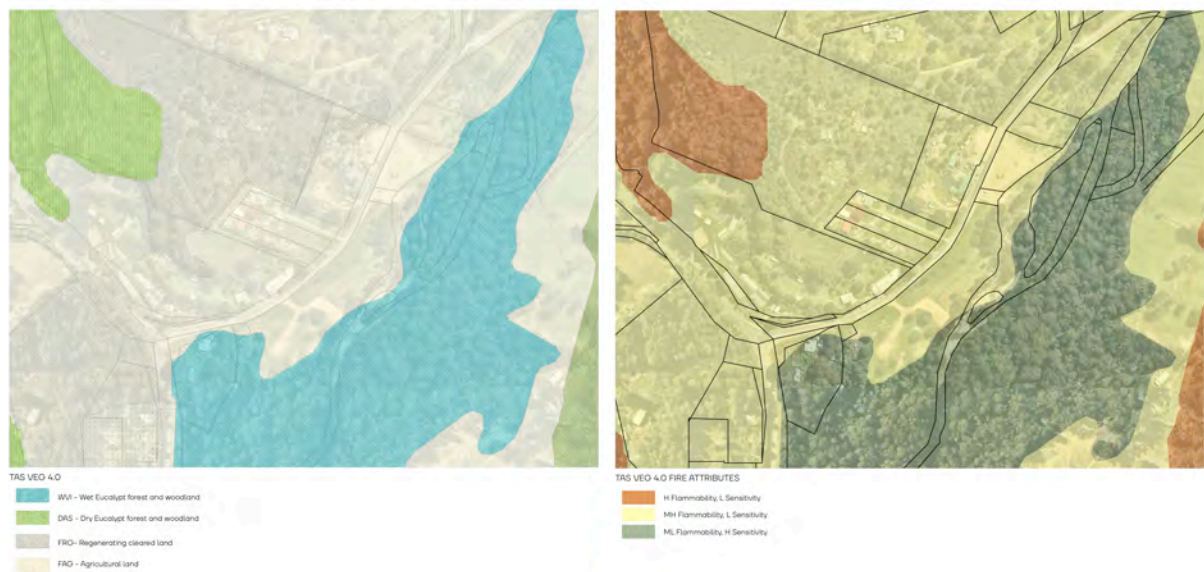 TAS VEG 4.0
WVI - Wet Eucalypt forest and woodland
DAS - Dry Eucalypt forest and woodland
FRG- Regenerating cleared land
FAG - Agricultural land
TAS VEG 4.0 FIRE ATTRIBUTES
H Flammability, L Sensitivity
MH Flammability, L Sensitivity
ML Flammability, H Sensitivity